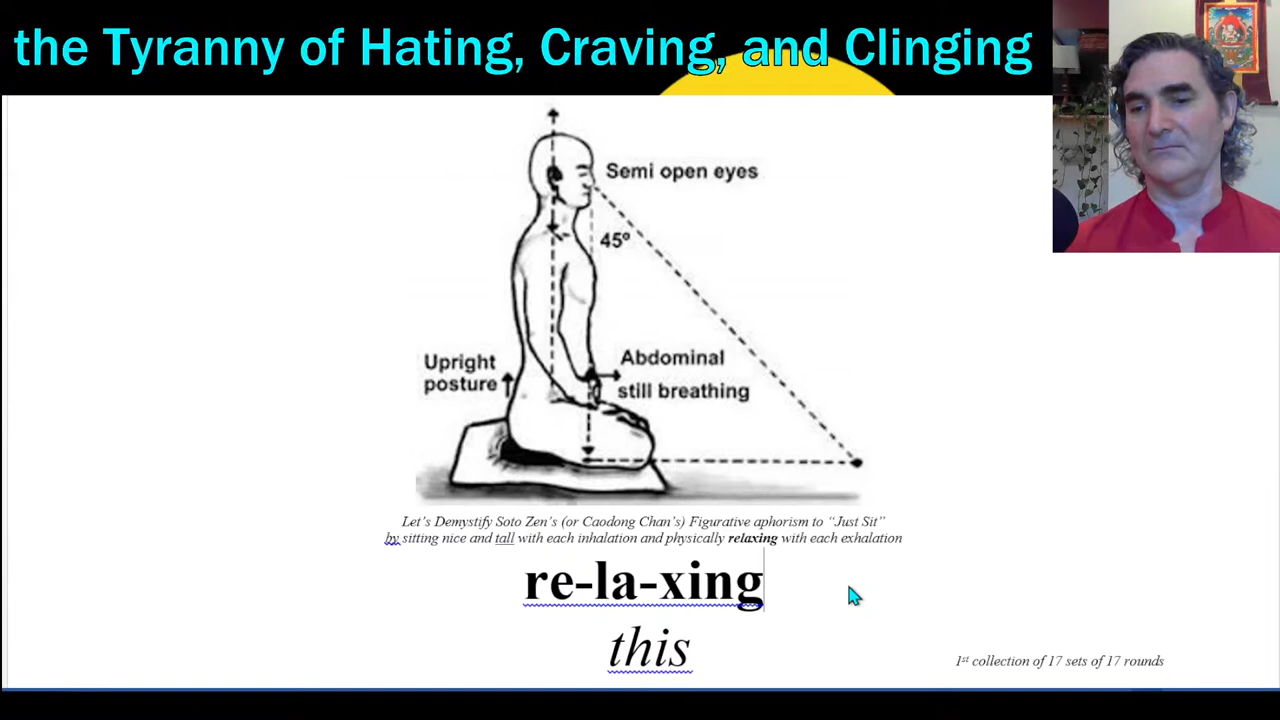 the Tyranny of Hating, Craving, and Clinging
Semi open eyes
45º
Upright
posture
Abdominal
still breathing
Let’s Demystify Soto Zen’s (or Caodong Chan’s) Figurative aphorism to “Just Sit”
by sitting nice and tall with each inhalation and physically relaxing with each exhalation
re-la-xing
this
1st collection of 17 sets of 17 rounds